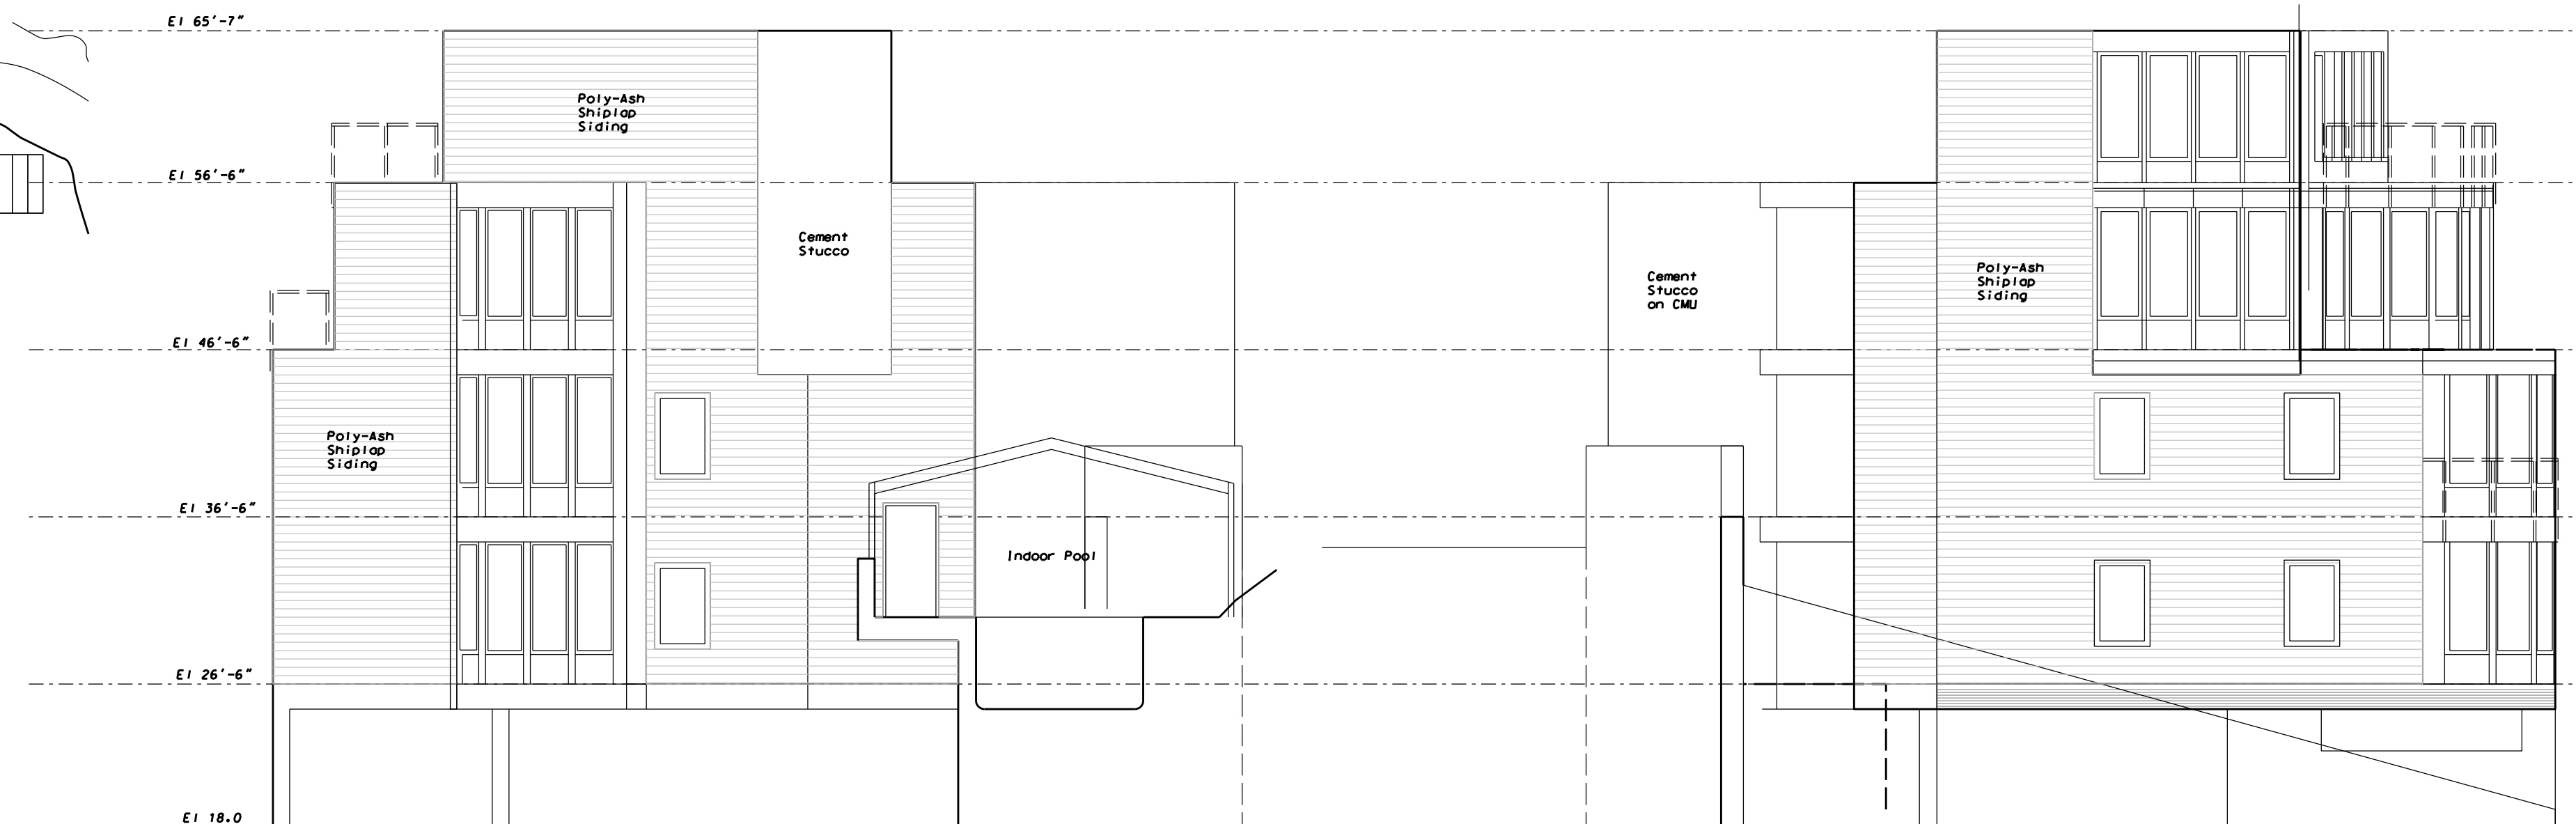 El 65'-7"
Poly-Ash
Shiplap
Siding
El 56'-6"
Cement
Stucco
Cement
Stucco
on CMU
Poly-Ash
Shiplap
Siding
El 46'-6"
Poly-Ash
Shiplap
Siding
El 36'-6"
Indoor Pool
El 26'-6"
El 18.0